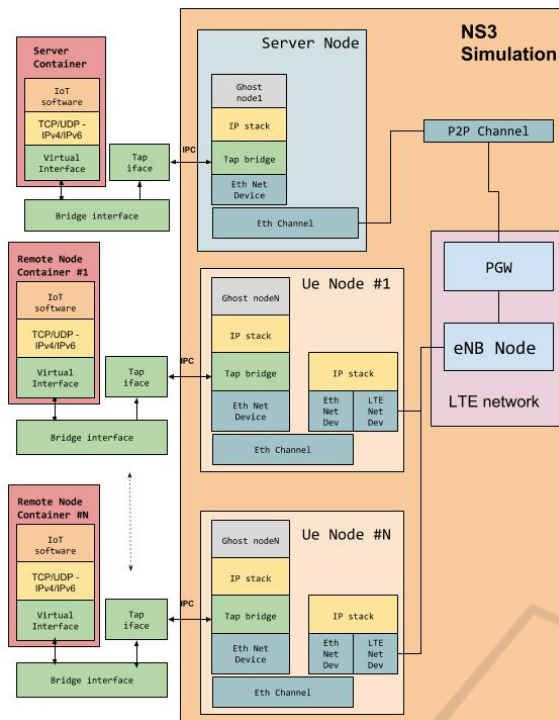 NS3
Simulation
Server
Container
IoT
software
TCP/UDP -
IPv4/IPv6
Virtual
Interface
Tap
iface
Bridge interface
IPC
Server Node
Ghost
node1
IP stack
Tap bridge
Eth Net
Device
Eth Channel
P2P Channel
PGW
eNB Node
LTE network
Remote Node
Container #1
IoT
software
TCP/UDP -
IPv4/IPv6
Virtual
Interface
Tap
iface
Bridge interface
IPC
Ue Node #1
Ghost nodeN
IP stack
Tap bridge
Eth Net
Device
IP stack
Eth
Net
Dev
LTE
Net
Dev
Eth Channel
Remote Node
Container #N
IoT
software
TCP/UDP -
IPv4/IPv6
Virtual
Interface
Tap
iface
Bridge interface
IPC
Ue Node #N
Ghost nodeN
IP stack
Tap bridge
Eth Net
Device
IP stack
Eth
Net
Dev
LTE
Net
Dev
Eth Channel